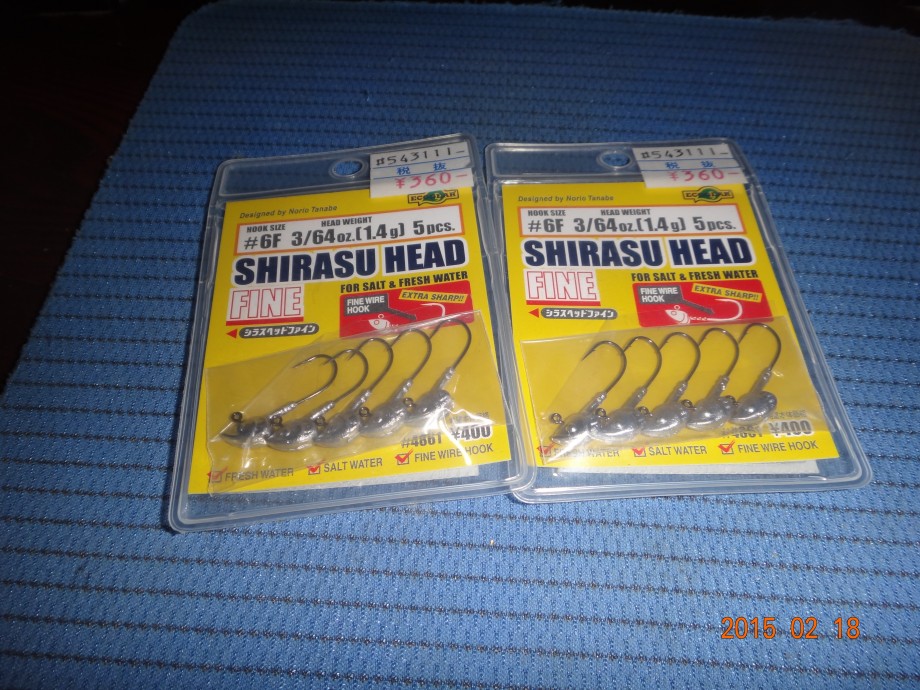 #543111-
税 抜
¥360-
ECOGEAR
Designed by Norio Tanabe
HOOK SIZE HEAD WEIGHT
#6F 3/64oz.(1.4g) 5pcs.
SHIRASU HEAD
FINE
FOR SALT & FRESH WATER
FINE WIRE
HOOK
EXTRA SHARP!!
シラスヘッドファイン
¥400
FRESH WATER SALT WATER FINE WIRE HOOK
#543111-
税 抜
¥360-
ECOGEAR
Designed by Norio Tanabe
HOOK SIZE HEAD WEIGHT
#6F 3/64oz.(1.4g) 5pcs.
SHIRASU HEAD
FINE
FOR SALT & FRESH WATER
FINE WIRE
HOOK
EXTRA SHARP!!
シラスヘッドファイン
¥400
FRESH WATER SALT WATER FINE WIRE HOOK
2015 02 18